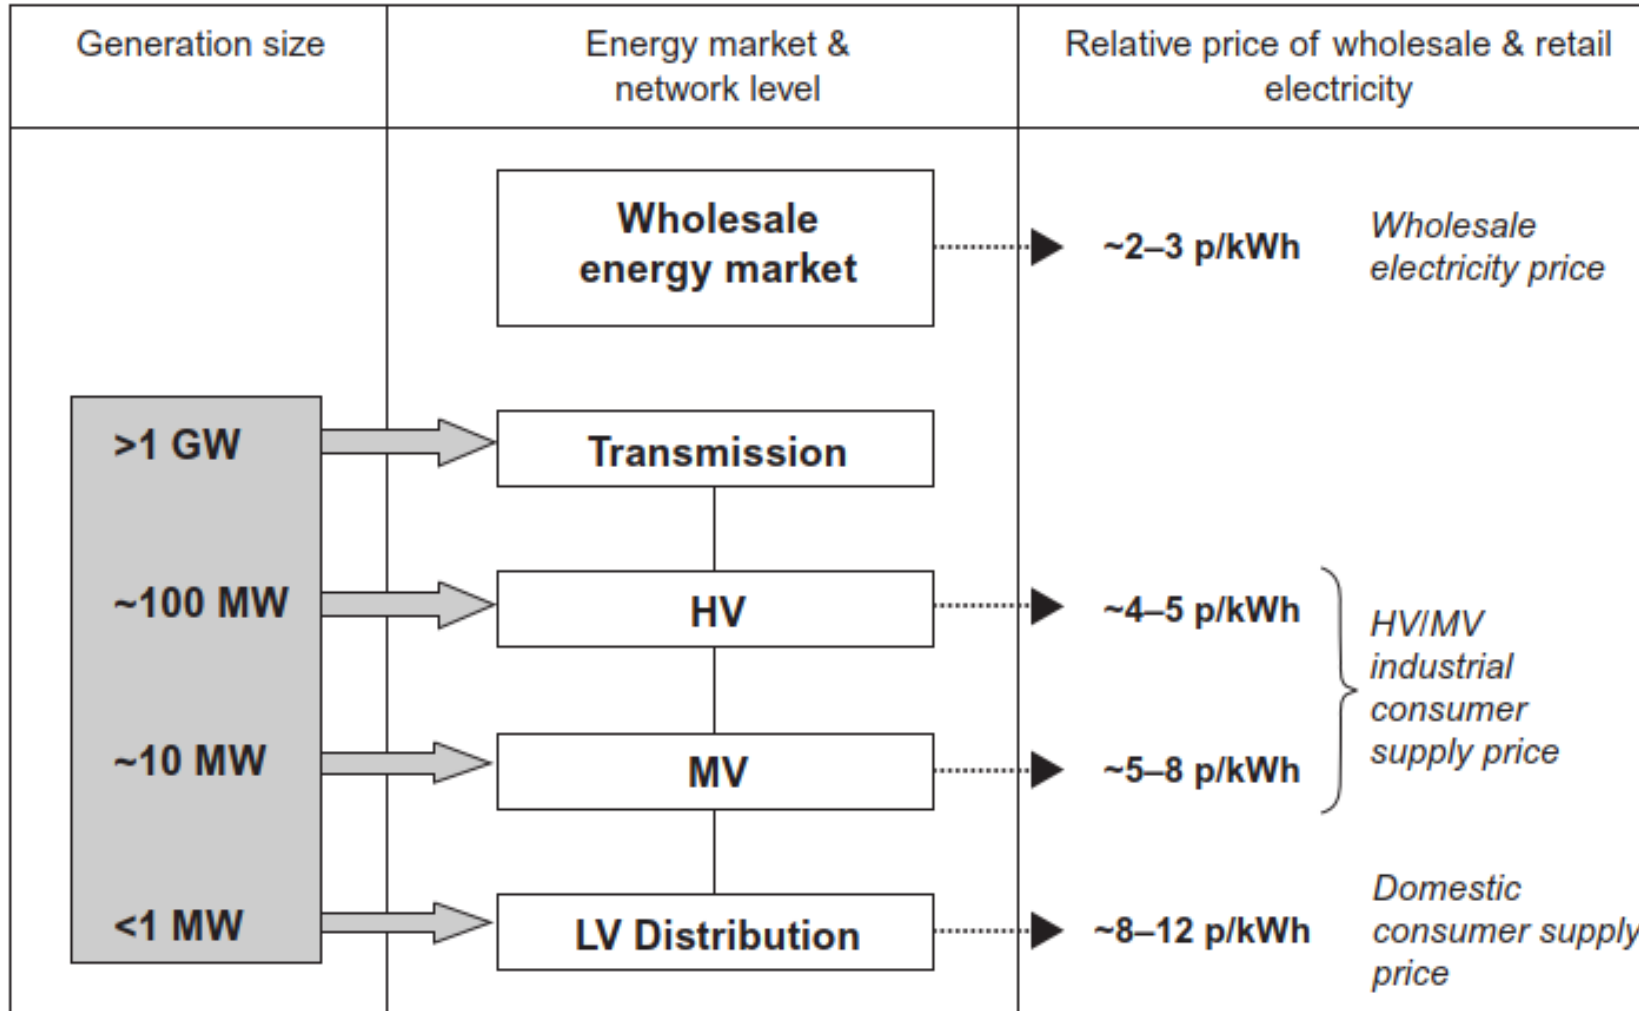 Generation size
Energy market &
network level
Relative price of wholesale & retail
electricity
Wholesale
energy market
~2–3 p/kWh
Wholesale
electricity price
>1 GW
Transmission
~100 MW
HV
~4–5 p/kWh
HV/MV
industrial
consumer
supply price
~10 MW
MV
~5–8 p/kWh
<1 MW
LV Distribution
~8–12 p/kWh
Domestic
consumer supply
price